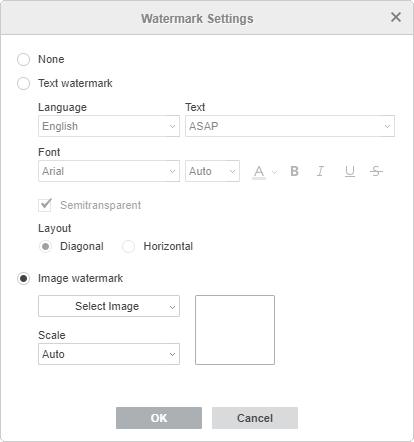 Watermark Settings
None
Text watermark
Language Text
English ASAP
Font
Arial Auto A B I U S
Semitransparent
Layout
Diagonal Horizontal
Image watermark
Select Image
Scale
Auto
OK Cancel